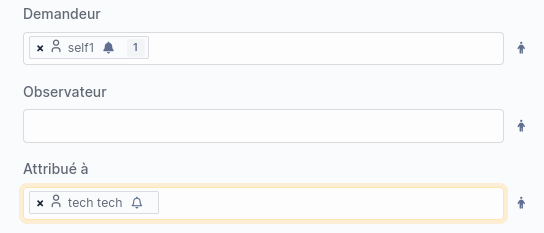 Demandeur
× self1 1
Observateur
Attribué à
× tech tech